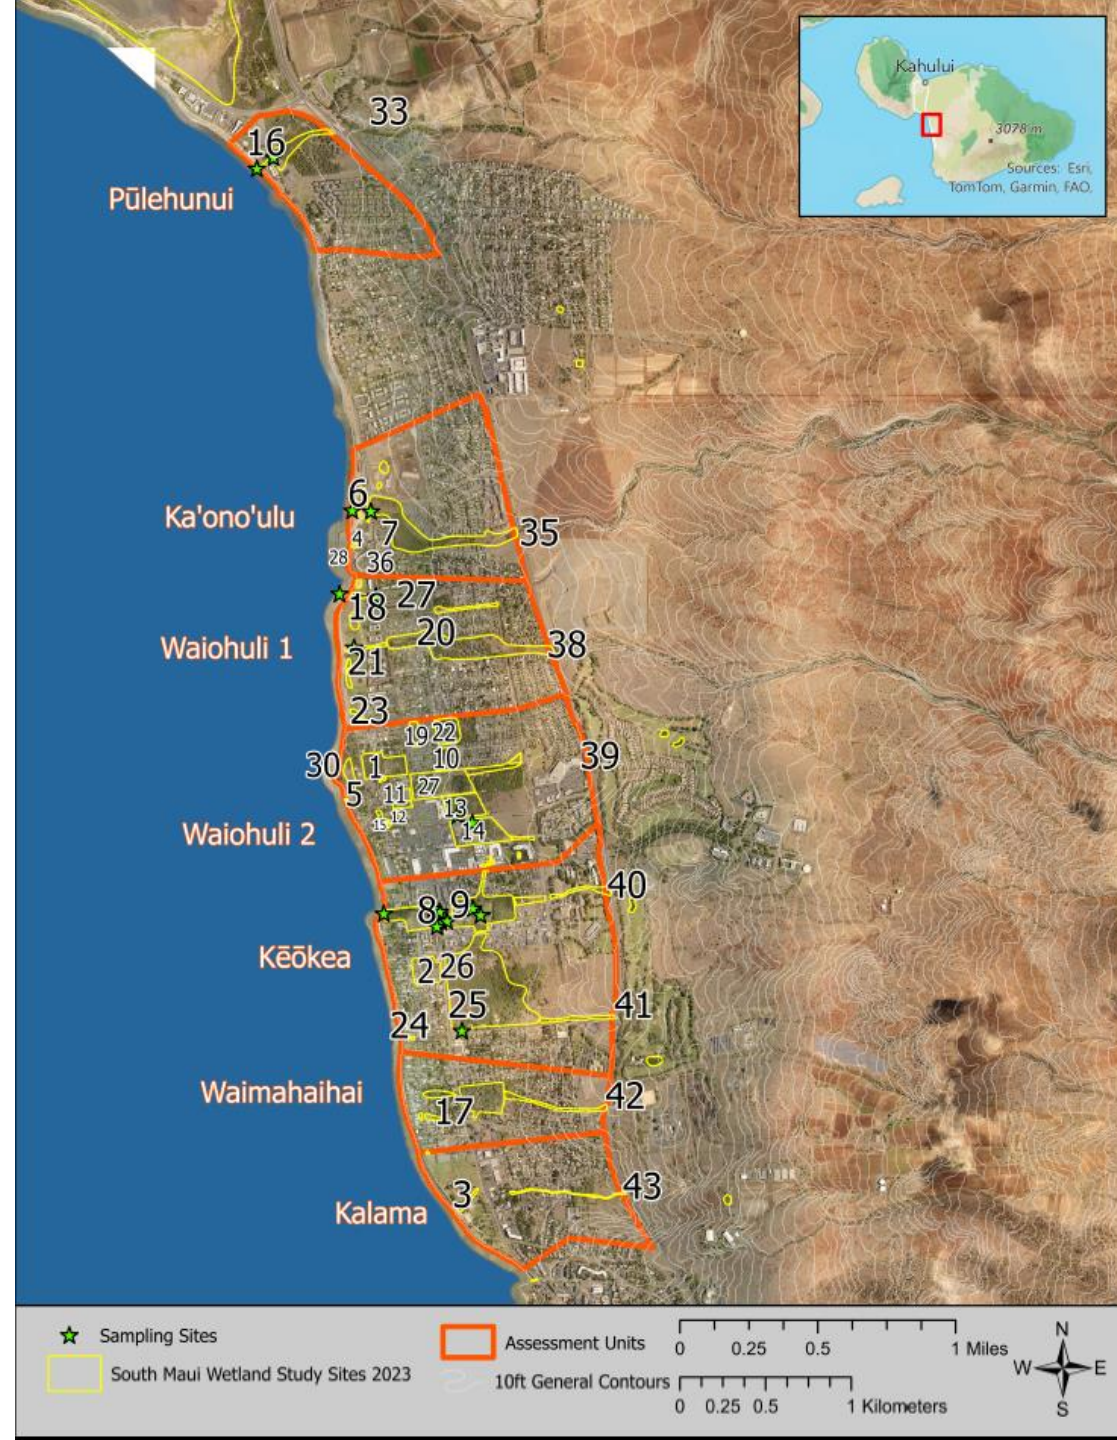 Kahului
3078 m
Sources: Esri,
TomTom, Garmin, FAO,
33
16
Pūlehunui
6
Ka'ono'ulu
7
35
4
28
36
27
18
20
38
Waiohuli 1
21
23
19
22
39
30
1
10
27
5
11
13
12
15
14
Waiohuli 2
40
8
9
Kēōkea
2
26
25
41
24
Waimahaihai
42
17
43
3
Kalama
Sampling Sites
South Maui Wetland Study Sites 2023
Assessment Units
10ft General Contours
0 0.25 0.5 1 Miles
0 0.25 0.5 1 Kilometers
N
W E
S